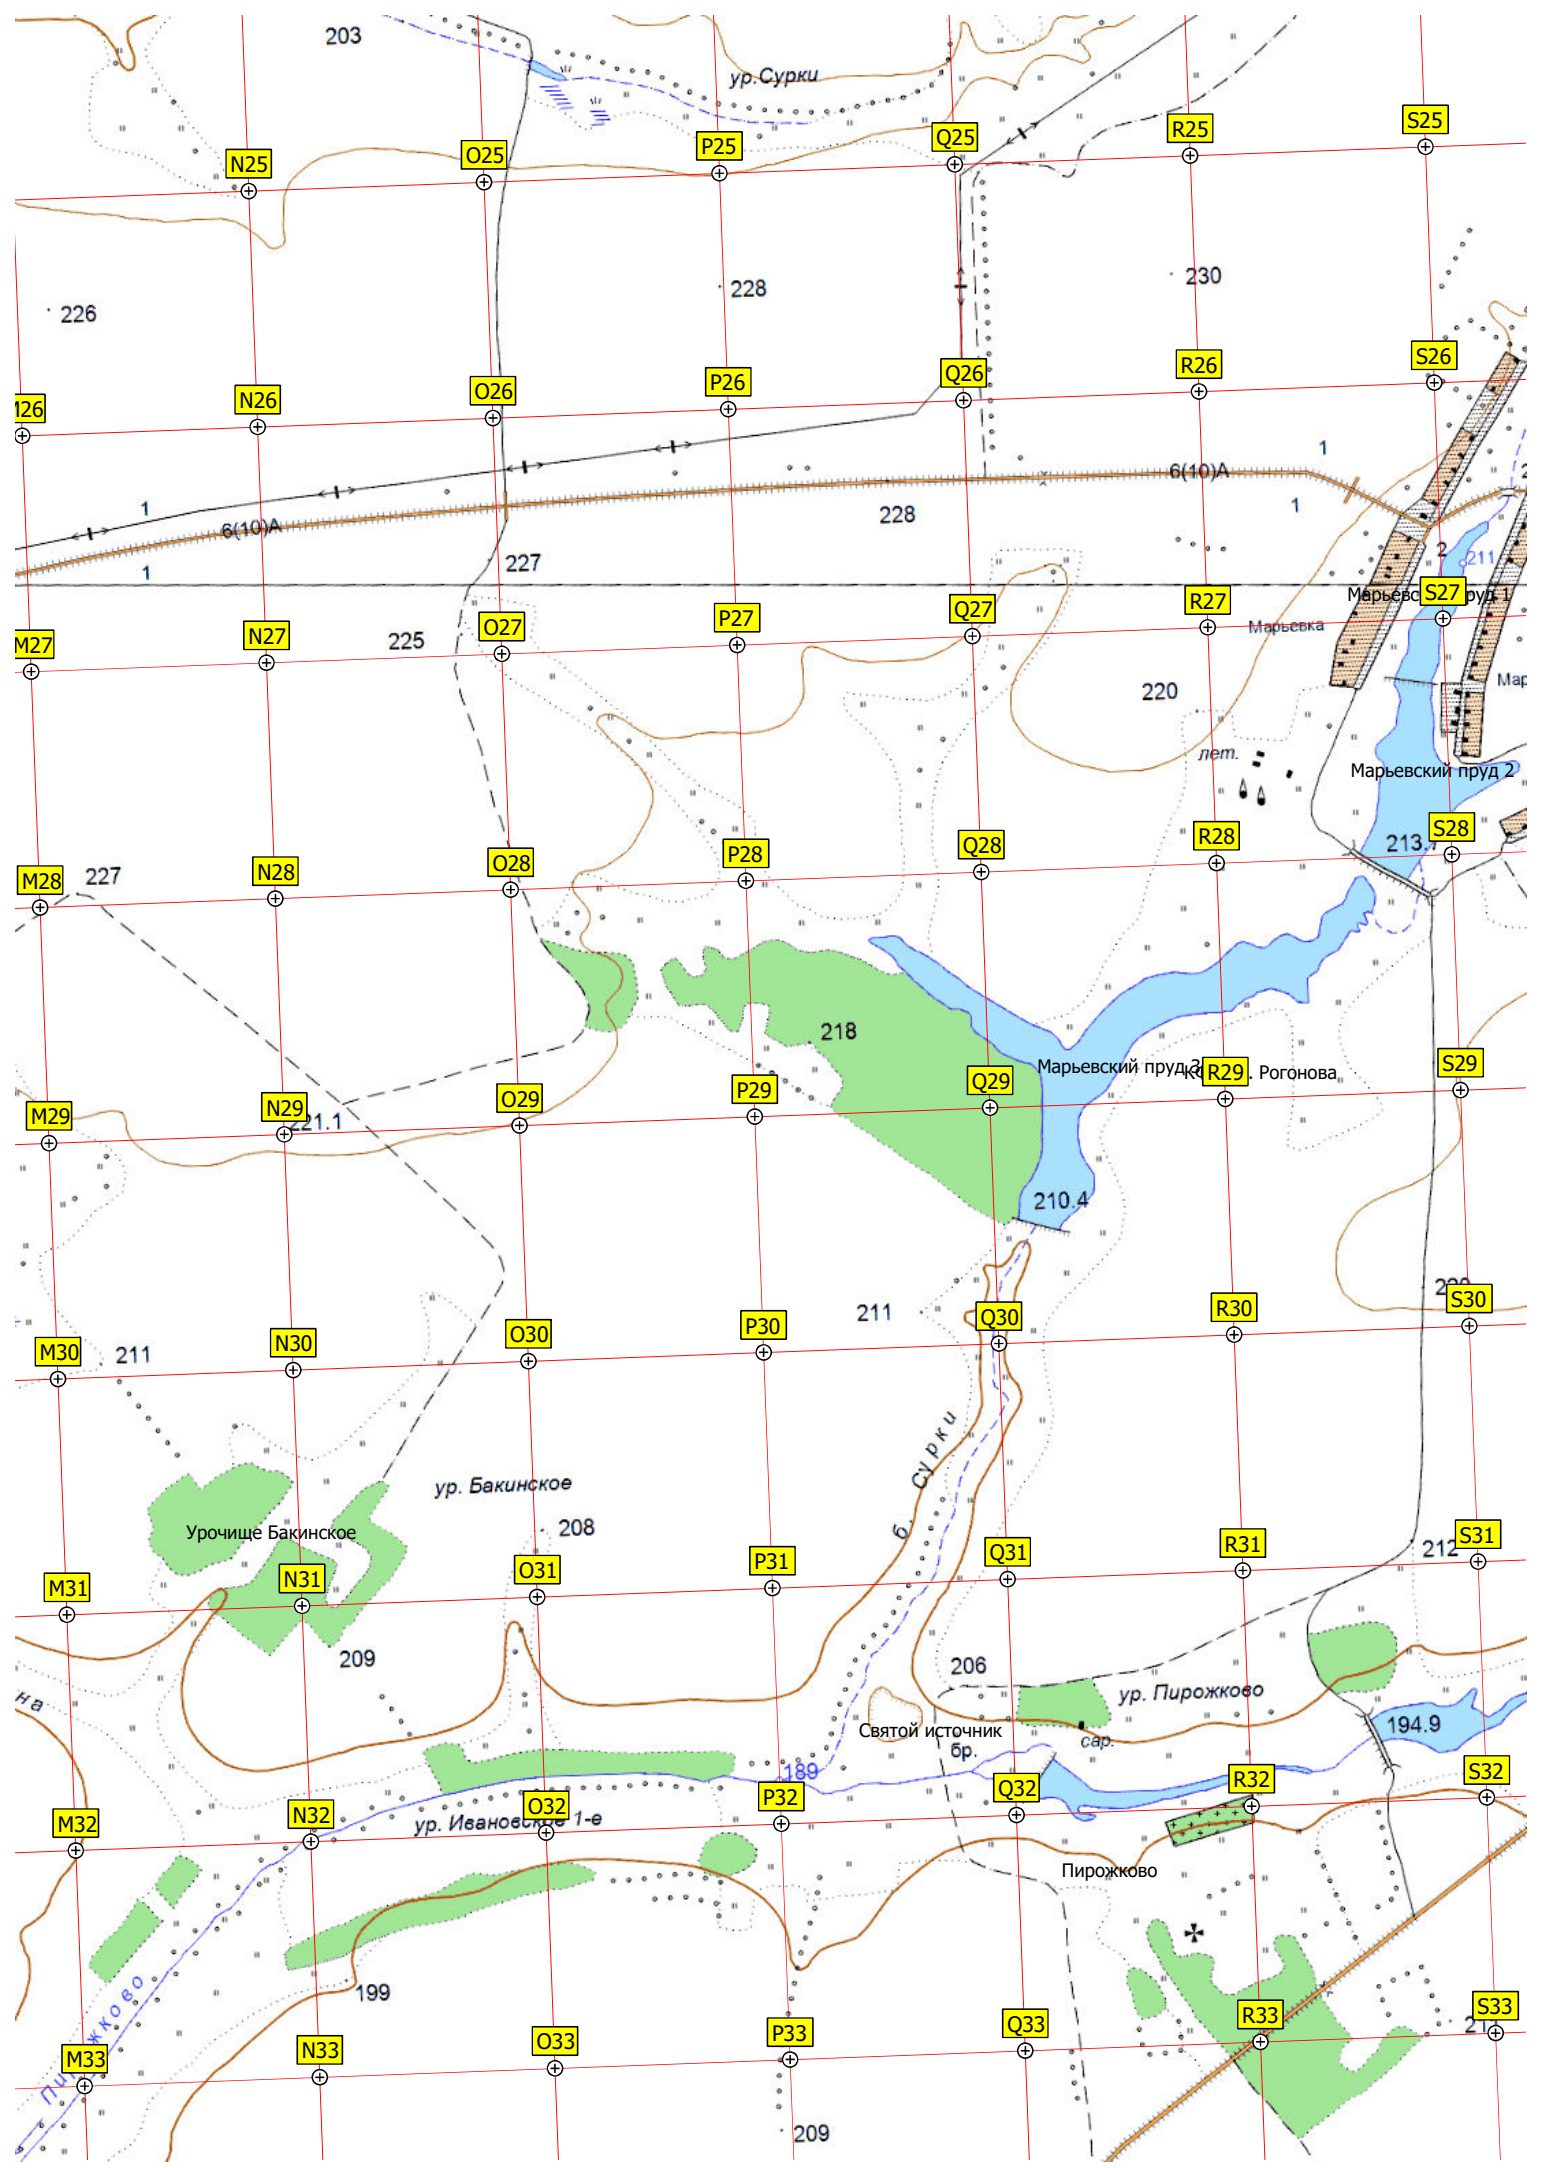 203
ур.Сурки
N25
O25
P25
Q25
R25
S25
226
228
230
N26
O26
P26
Q26
R26
S26
1
6(10)А
1
6(10)А
1
1
228
227
2
211
225
M27
N27
O27
P27
Q27
R27
S27
Марьевка
220
лет.
Марьевский пруд 2
213.
227
M28
N28
O28
P28
Q28
R28
S28
218
Марьевский пруд 3
Рогонова
M29
N29
O29
P29
Q29
R29
S29
221.1
210.4
211
211
M30
N30
O30
P30
Q30
R30
S30
б. Сурки
ур. Бакинское
208
Урочище Бакинское
212
M31
N31
O31
P31
Q31
R31
S31
209
206
ур. Пирожково
на
Святой источник
бр.
сар.
194.9
189
M32
N32
O32
P32
Q32
R32
S32
ур. Ивановское 1-е
Пирожково
199
M33
N33
O33
P33
Q33
R33
S33
209